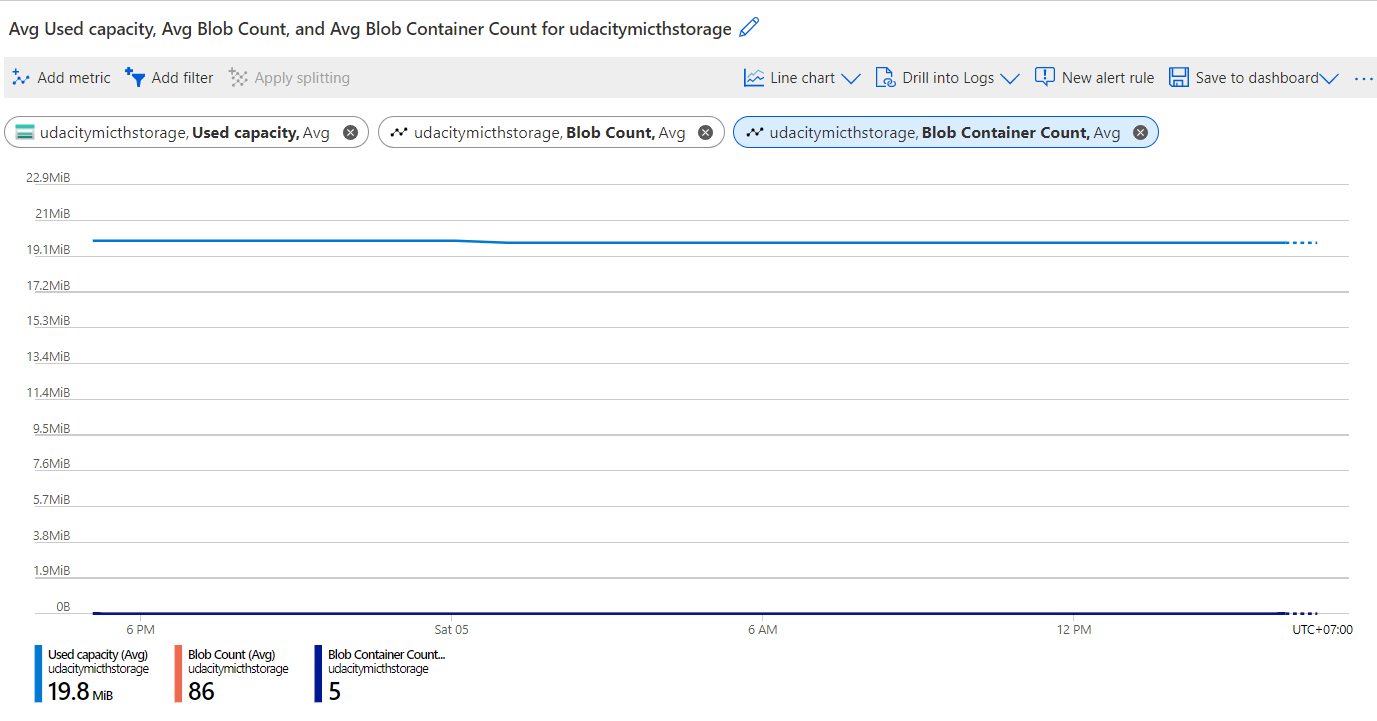 Avg Used capacity, Avg Blob Count, and Avg Blob Container Count for udacitymicthstorage
Add metric Add filter Apply splitting Line chart Drill into Logs New alert rule Save to dashboard ...
udacitymicthstorage, Used capacity, Avg udacitymicthstorage, Blob Count, Avg udacitymicthstorage, Blob Container Count, Avg
22.9MiB
21MiB
19.1MiB
17.2MiB
15.3MiB
13.4MiB
11.4MiB
9.5MiB
7.6MiB
5.7MiB
3.8MiB
1.9MiB
0B
6 PM Sat 05 6 AM 12 PM UTC+07:00
Used capacity (Avg) Blob Count (Avg) Blob Container Count...
udacitymicthstorage udacitymicthstorage udacitymicthstorage
19.8 MiB 86 5